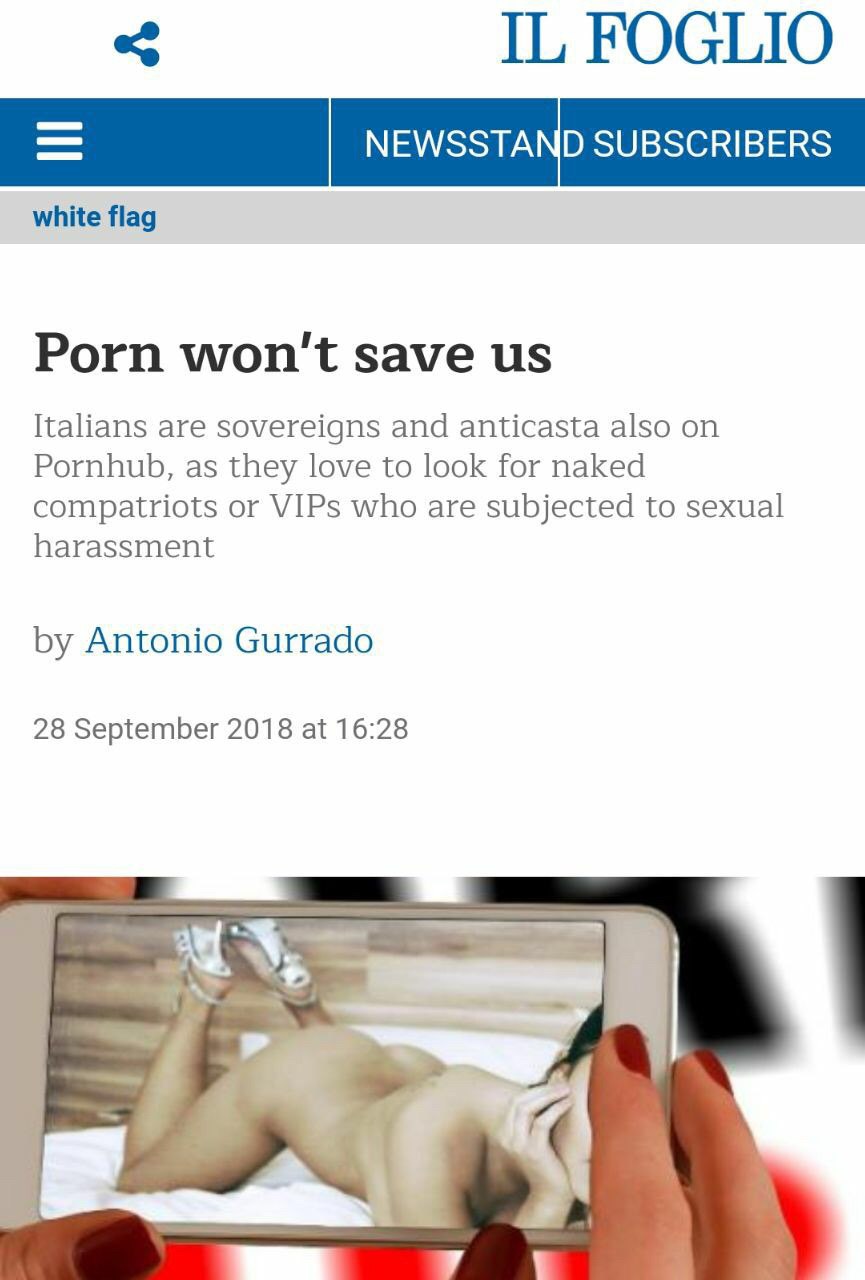 IL FOGLIO
NEWSSTAND SUBSCRIBERS
white flag
Porn won't save us
Italians are sovereigns and anticasta also on
Pornhub, as they love to look for naked
compatriots or VIPs who are subjected to sexual
harassment
by Antonio Gurrado
28 September 2018 at 16:28